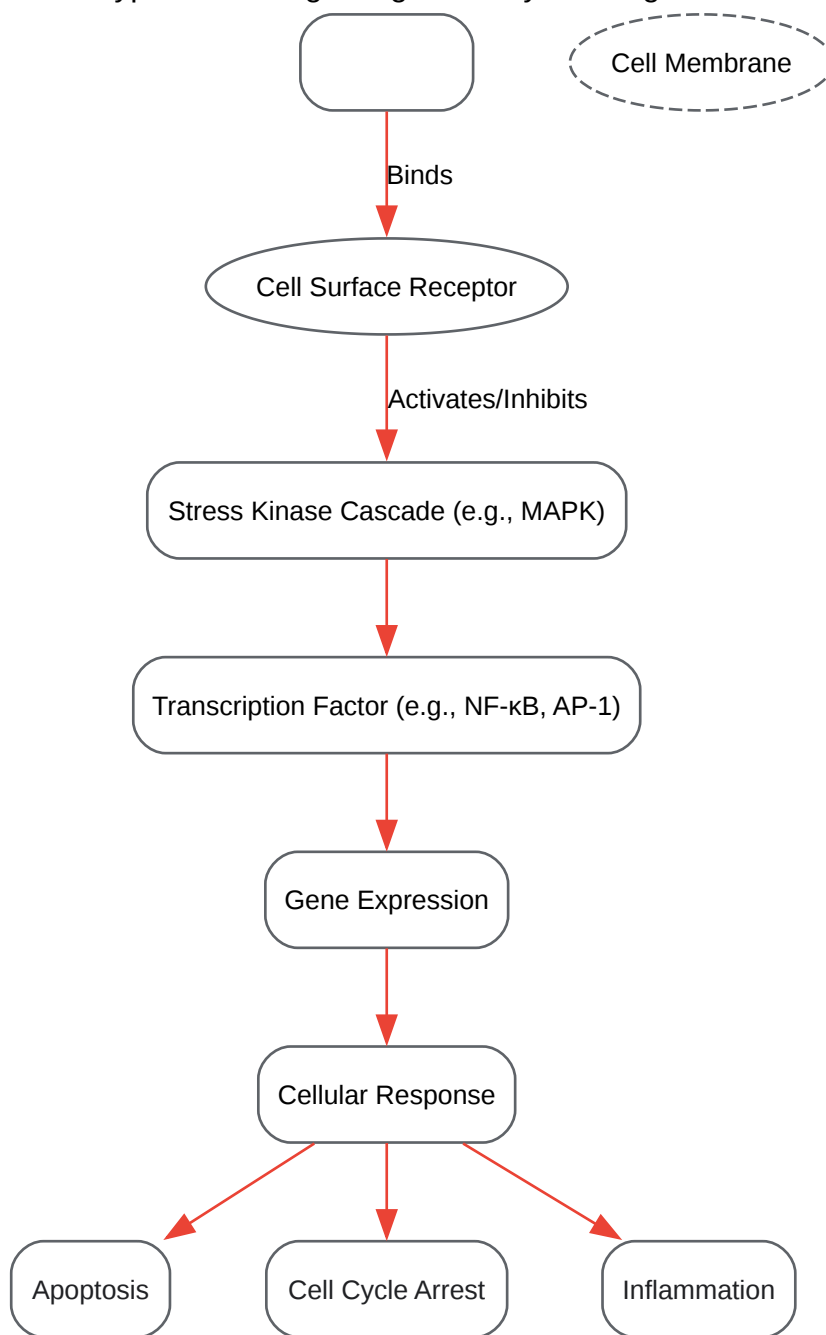 Cell Membrane
Binds
Cell Surface Receptor
Activates/Inhibits
Stress Kinase Cascade (e.g., MAPK)
Transcription Factor (e.g., NF-κB, AP-1)
Gene Expression
Cellular Response
Apoptosis
Cell Cycle Arrest
Inflammation